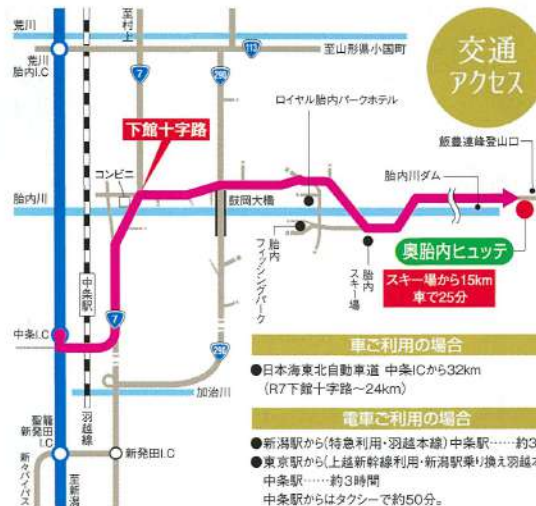 交通
アクセス
荒川
荒川
胎内I.C
至村上
7
290
113
至山形県小国町
下館十字路
コンビニ
ロイヤル胎内パークホテル
飯豊連峰登山口
胎内川ダム
胎内川
鼓岡大橋
胎内
フィッシングパーク
胎内
スキー場
奥胎内ヒュッテ
スキー場から15km
車で25分
中条駅
中条I.C
7
290
加治川
羽越線
聖籠
新発田
I.C
新発田I.C
新々バイパス
至新潟
車ご利用の場合
●日本海東北自動車道 中条ICから32km
(R7下館十字路〜24km)
電車ご利用の場合
●新潟駅から(特急利用・羽越本線)中条駅……約3
●東京駅から(上越新幹線利用・新潟駅乗り換え羽越本
中条駅……約3時間
中条駅からはタクシーで約50分。